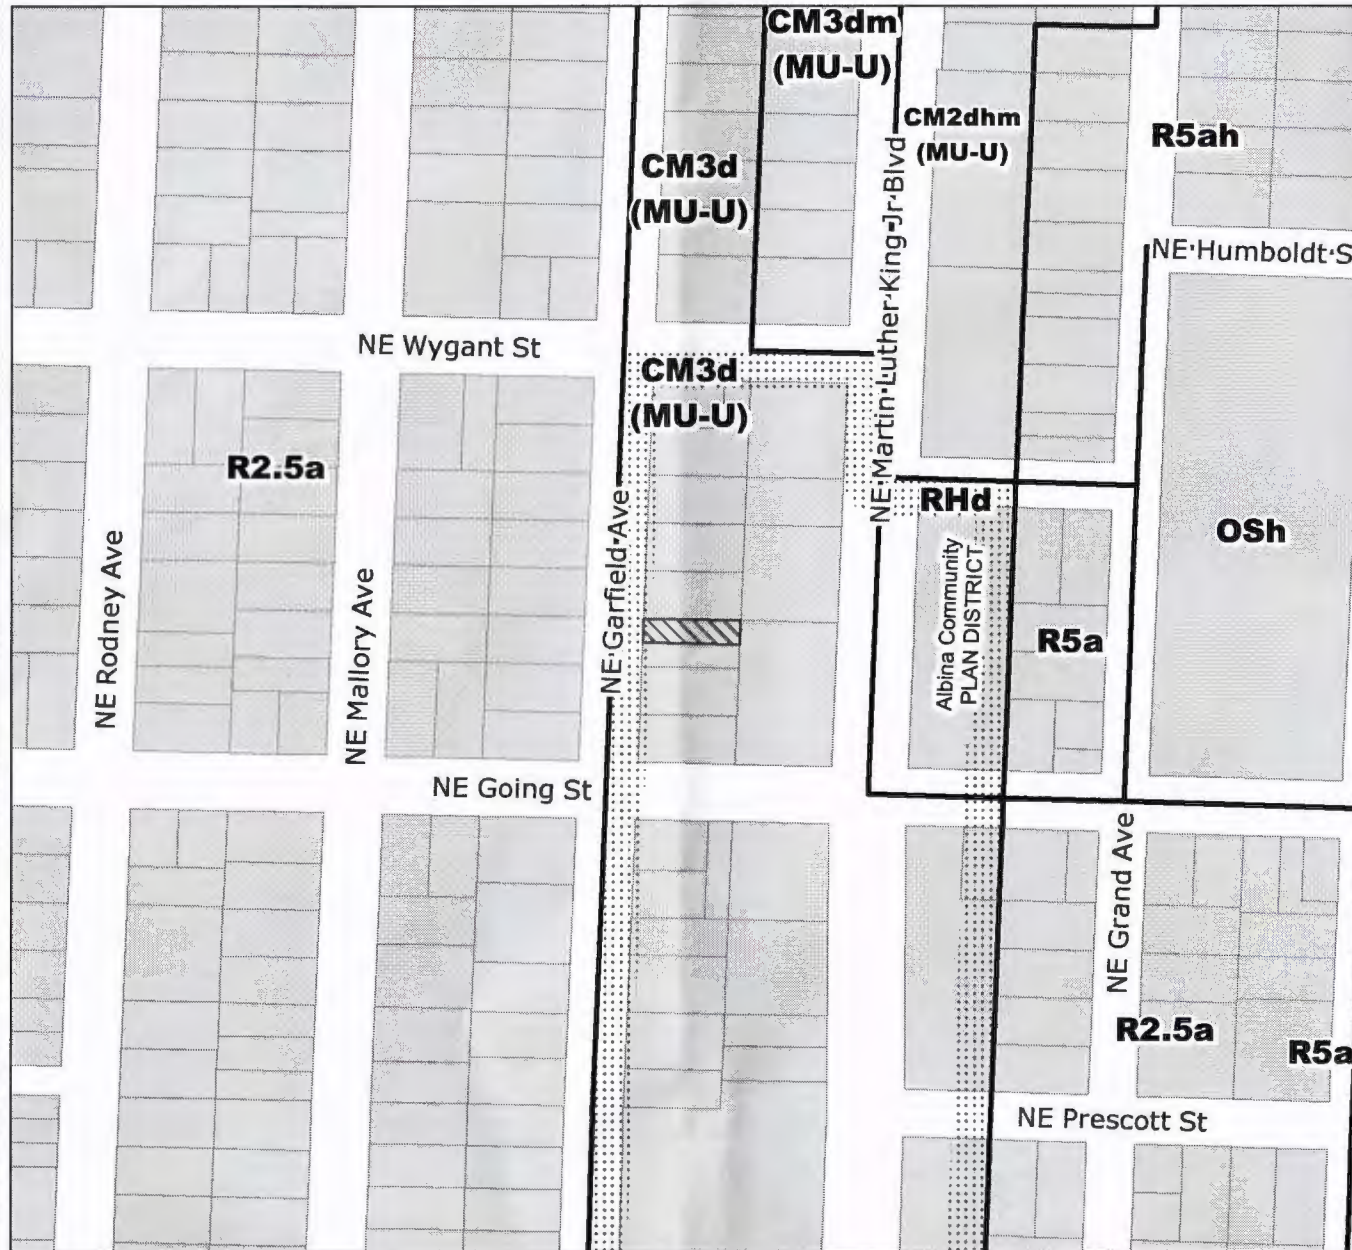 CM3dm
(MU-U)
CM2dhm
(MU-U)
R5ah
CM3d
(MU-U)
NE Martin Luther King Jr Blvd
NE Humboldt S
NE Wygant St
CM3d
(MU-U)
R2.5a
RHd
OSh
NE Garfield Ave
Albina Community
PLAN DISTRICT
R5a
NE Rodney Ave
NE Mallory Ave
NE Going St
NE Grand Ave
R2.5a
R5a
NE Prescott St